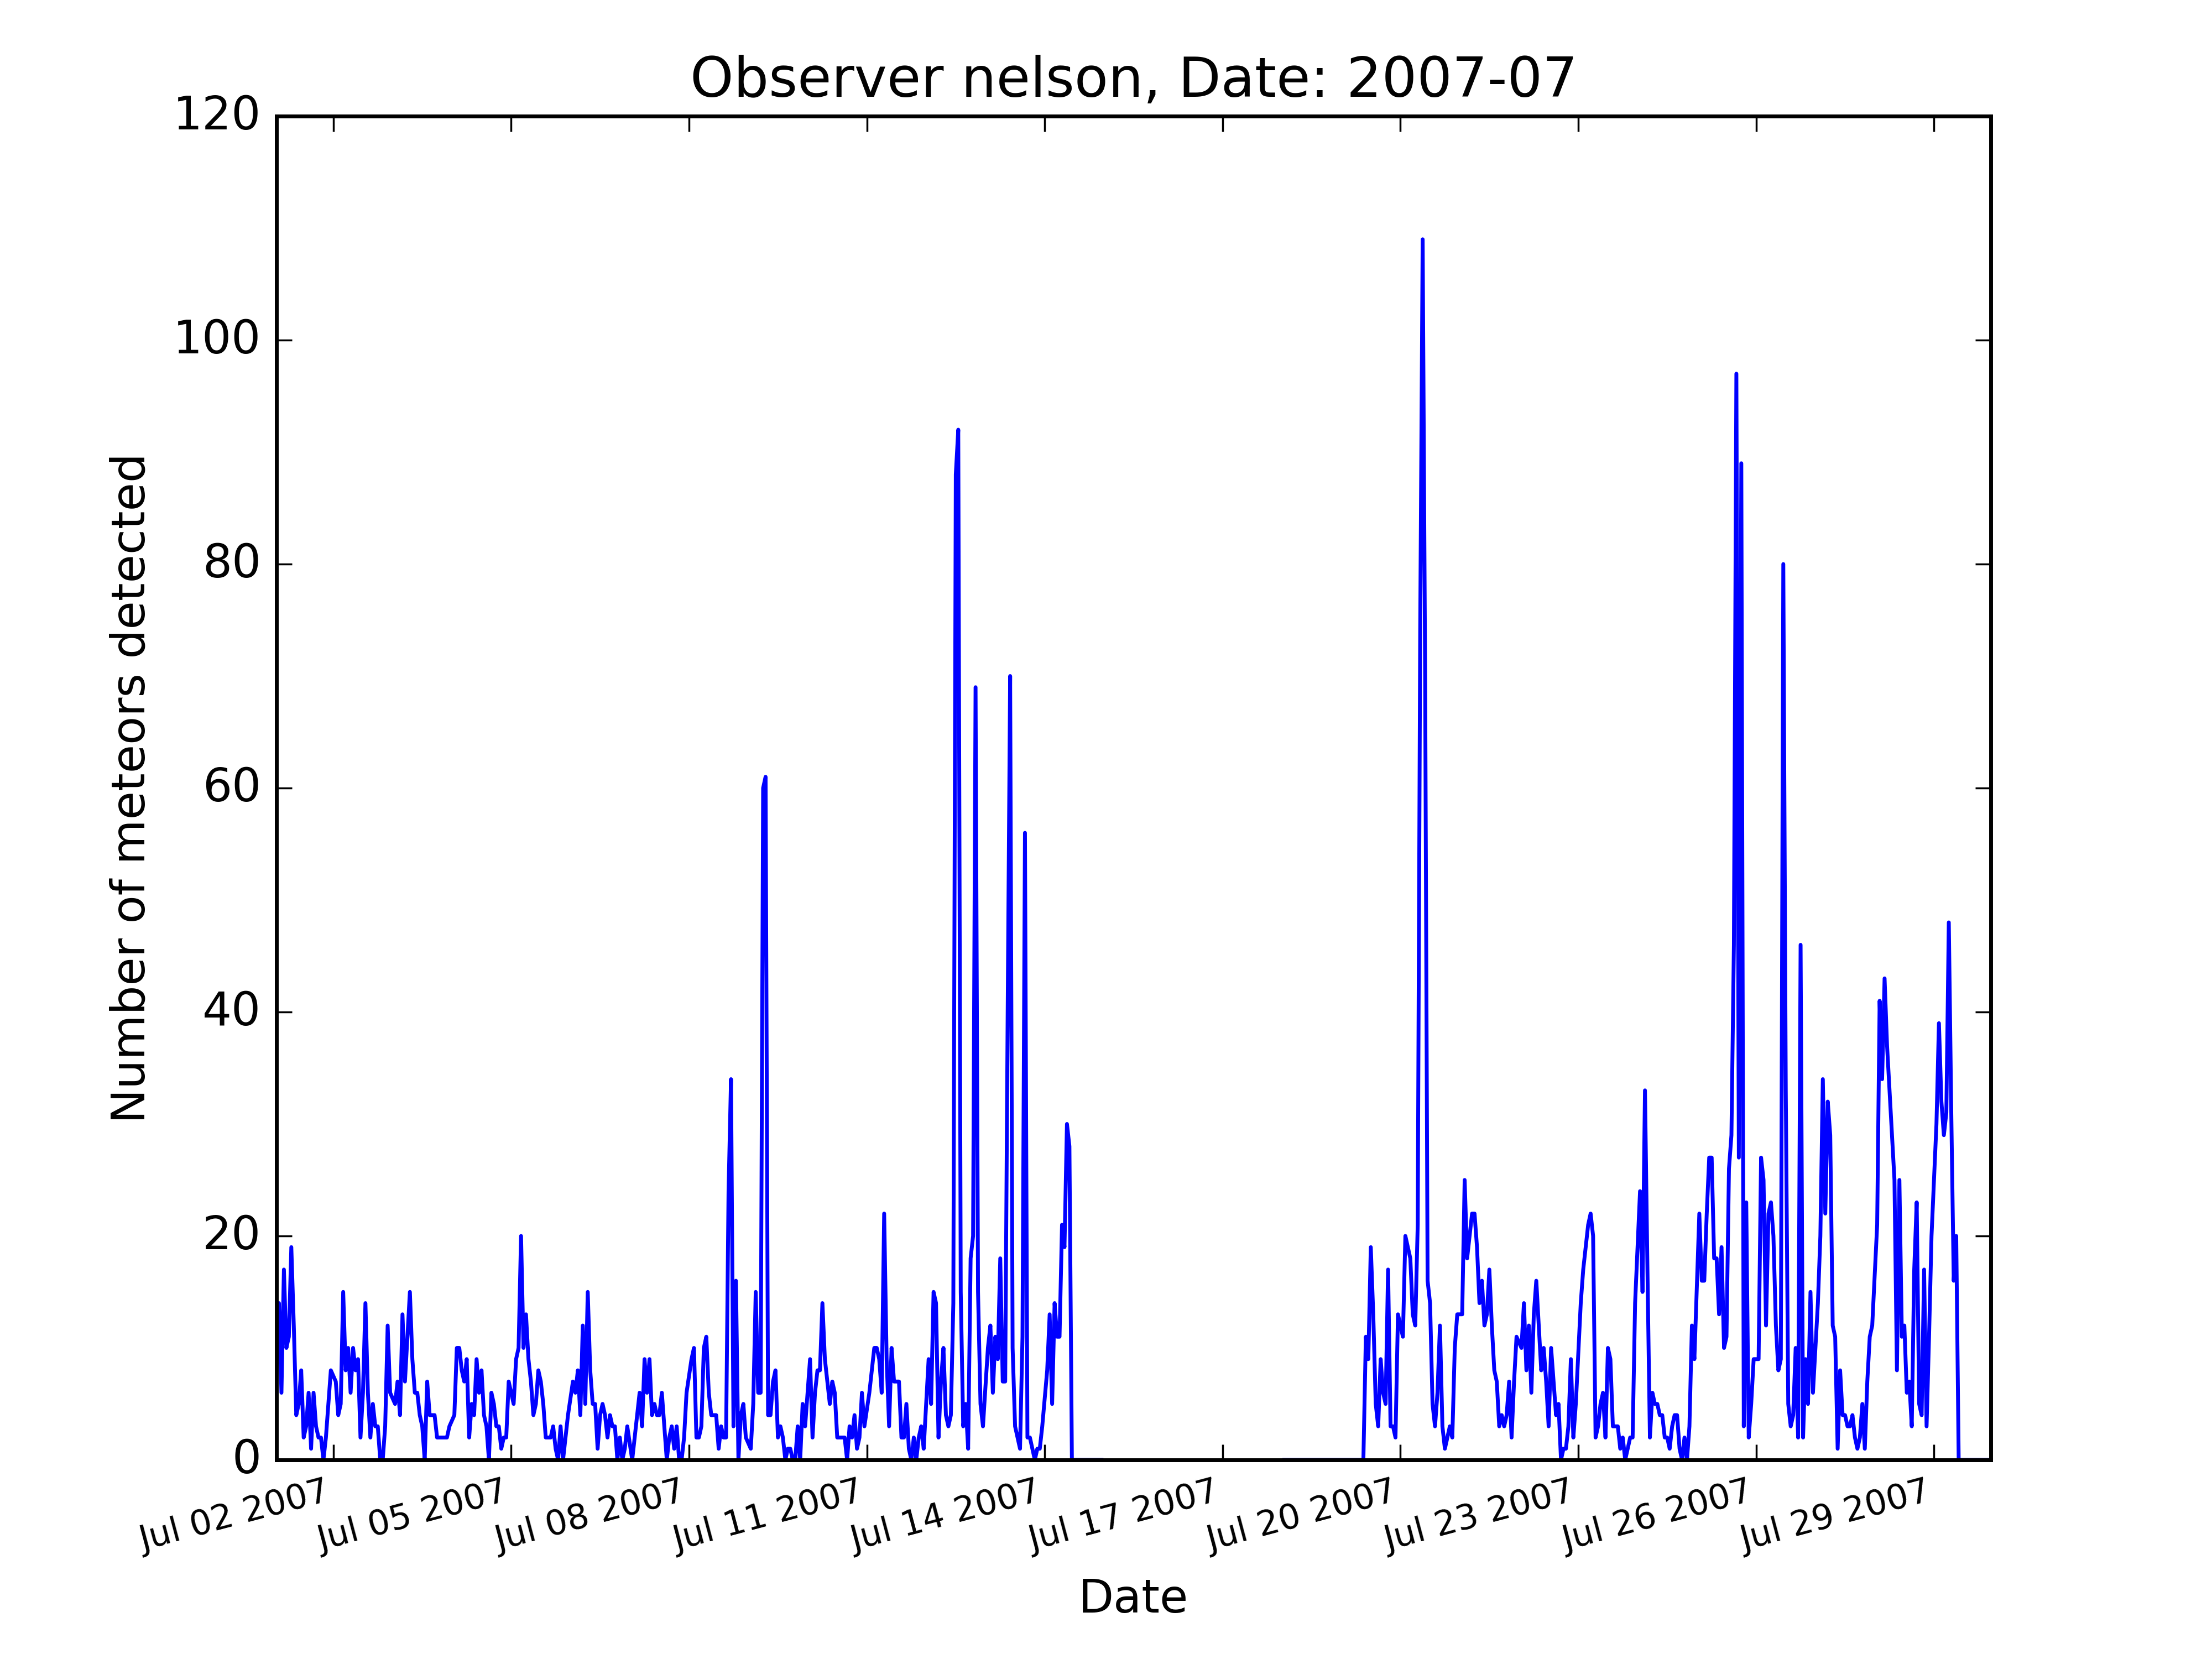 Observer nelson, Date: 2007-07
120
100
80
60
40
20
0
Number of meteors detected
Jul 02 2007
Jul 05 2007
Jul 08 2007
Jul 11 2007
Jul 14 2007
Jul 17 2007
Jul 20 2007
Jul 23 2007
Jul 26 2007
Jul 29 2007
Date